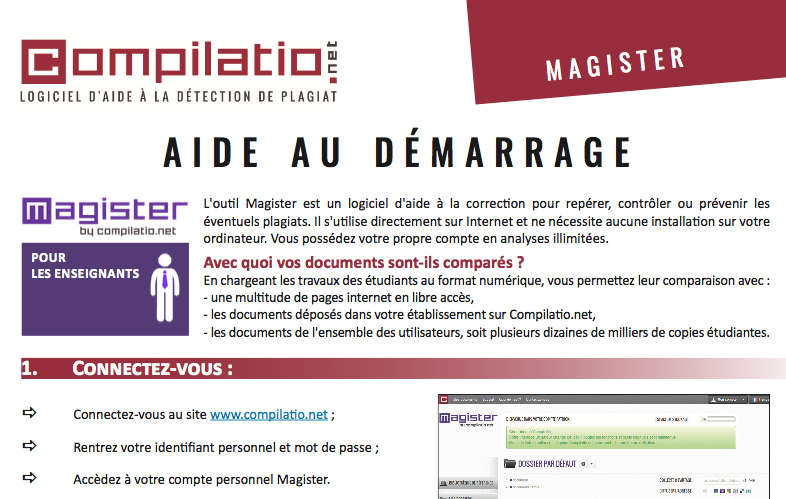 compilatio.net
LOGICIEL D'AIDE À LA DÉTECTION DE PLAGIAT
MAGISTER
AIDE AU DÉMARRAGE
magister
by compilatio.net
POUR
LES ENSEIGNANTS
L'outil Magister est un logiciel d'aide à la correction pour repérer, contrôler ou prévenir les
éventuels plagiats. Il s'utilise directement sur Internet et ne nécessite aucune installation sur votre
ordinateur. Vous possédez votre propre compte en analyses illimitées.
Avec quoi vos documents sont-ils comparés ?
En chargeant les travaux des étudiants au format numérique, vous permettez leur comparaison avec :
- une multitude de pages internet en libre accès,
- les documents déposés dans votre établissement sur Compilatio.net,
- les documents de l'ensemble des utilisateurs, soit plusieurs dizaines de milliers de copies étudiantes.
1. CONNECTEZ-VOUS :
⇨ Connectez-vous au site www.compilatio.net ;
⇨ Rentrez votre identifiant personnel et mot de passe ;
⇨ Accèdez à votre compte personnel Magister.
magister
by compilatio.net
DOSSIER PAR DÉFAUT